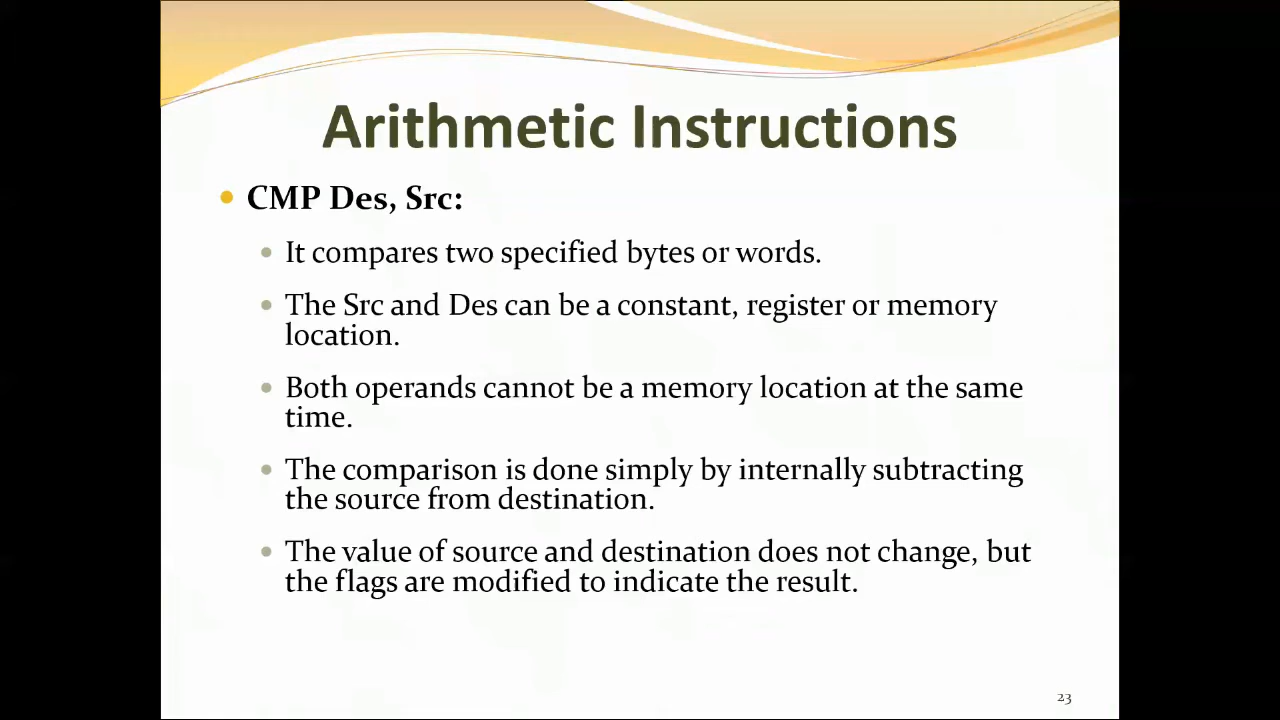 Arithmetic Instructions
CMP Des, Src:
It compares two specified bytes or words.
The Src and Des can be a constant, register or memory
location.
Both operands cannot be a memory location at the same
time.
The comparison is done simply by internally subtracting
the source from destination.
The value of source and destination does not change, but
the flags are modified to indicate the result.
23